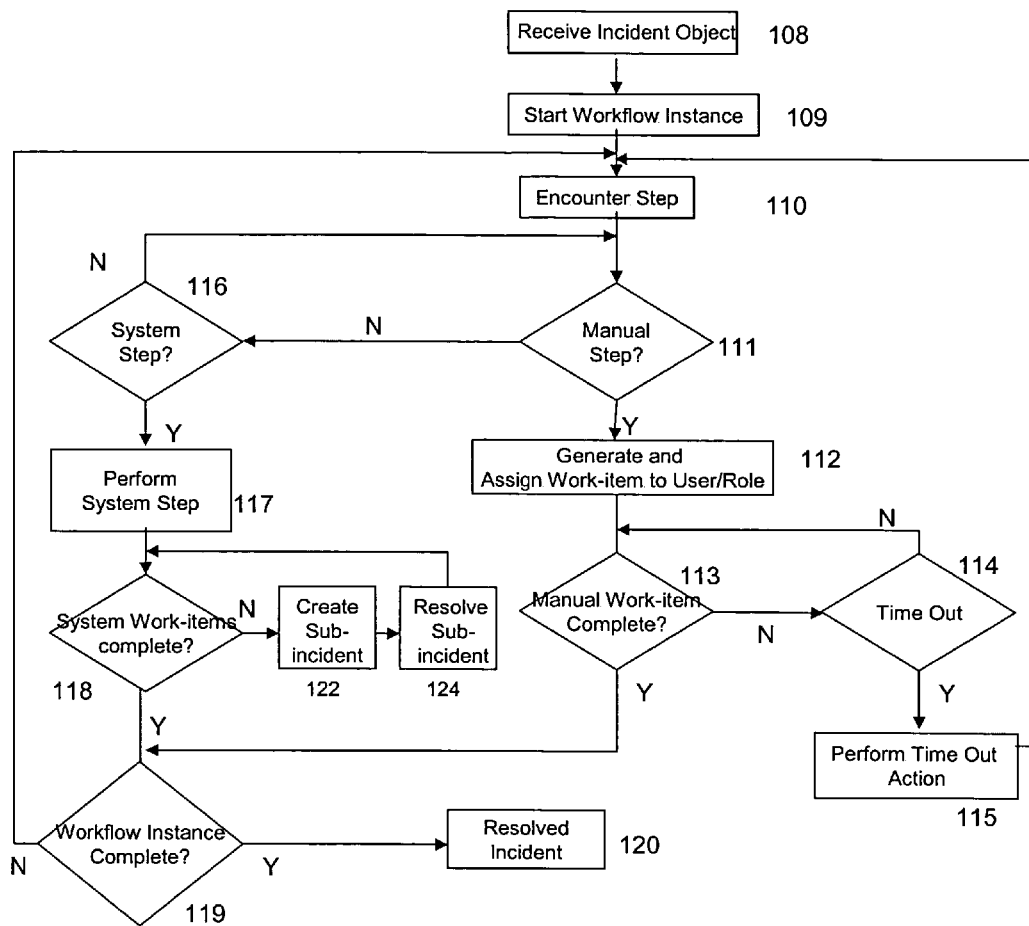 Receive Incident Object
108
Start Workflow Instance
109
Encounter Step
110
N
116
System
Step?
N
Manual
Step?
111
Y
Y
Perform
System Step
117
Generate and
Assign Work-item to User/Role
112
N
System Work-items
complete?
118
N
Create
Sub-
incident
122
Resolve
Sub-
incident
124
Manual Work-item
Complete?
113
N
Time Out
114
Y
Y
Y
Perform Time Out
Action
115
Workflow Instance
Complete?
N
Y
119
Resolved
Incident
120